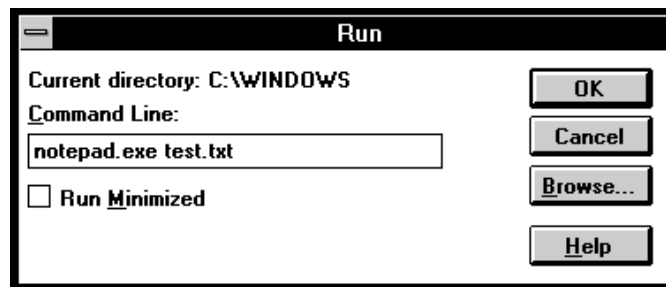 Run
Current directory: C:\WINDOWS
Command Line:
notepad.exe test.txt
Run Minimized
OK
Cancel
Browse...
Help